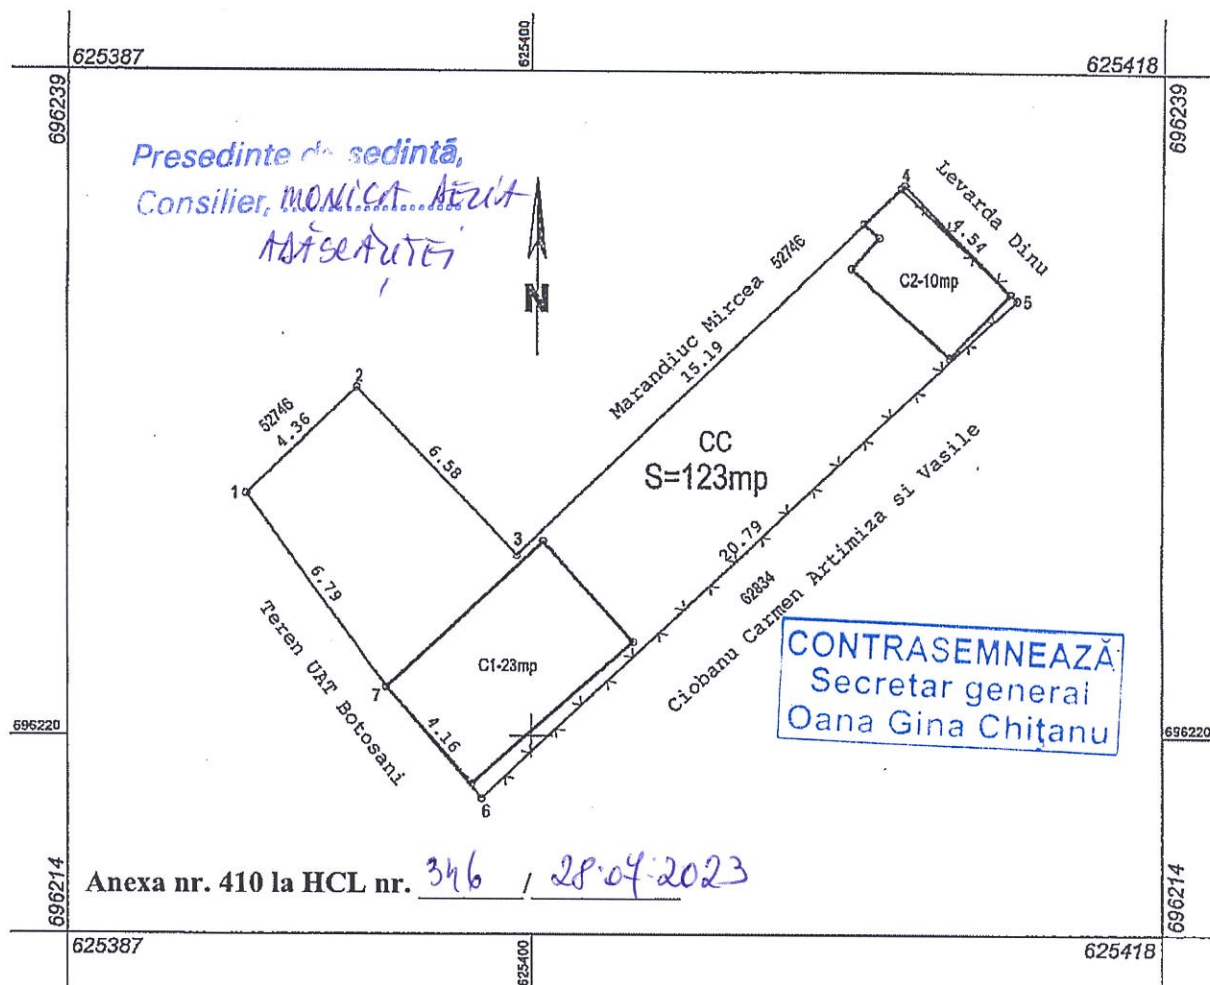 625387
625400
625418
696239
696239
Presedinte de sedintă,
Consilier, MONICA
4
Levarda Dinu
4.54
C2-10mp
5
N
Marandiuc Mircea 52746
15.19
2
52746
4.36
6.58
1
CC
S=123mp
3
6.79
20.79
62834
Ciobanu Carmen Artimiza si Vasile
Teren UAT Botosani
C1-23mp
7
4.16
6
CONTRASEMNEAZĂ
Secretar general
Oana Gina Chiţanu
696220
696220
Anexa nr. 410 la HCL nr. 346 / 28.07.2023
696214
696214
625387
625400
625418